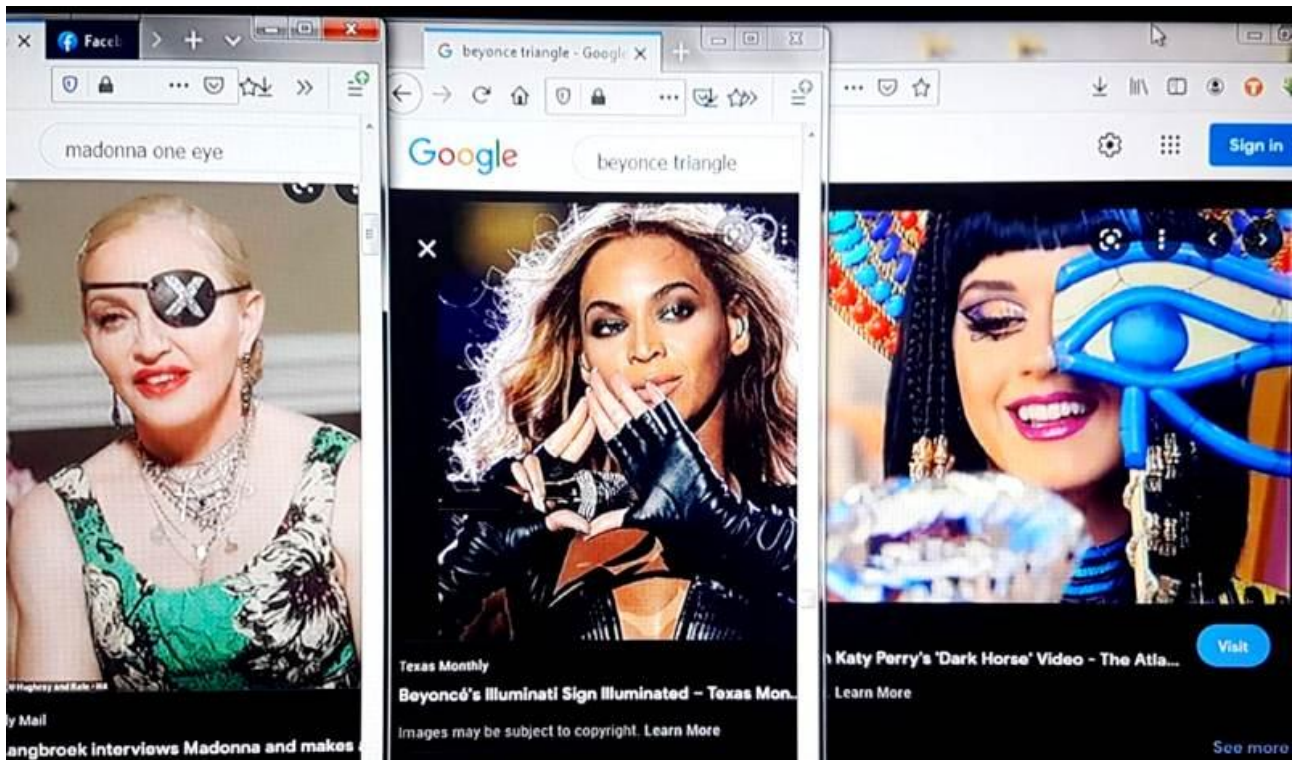 Faceb
madonna one eye
ly Mail
angbroek interviews Madonna and makes
G beyonce triangle - Google
Google
beyonce triangle
Texas Monthly
Beyoncé's Illuminati Sign Illuminated – Texas Mon...
Images may be subject to copyright. Learn More
Sign in
Katy Perry's 'Dark Horse' Video - The Atla...
Visit
Learn More
See more